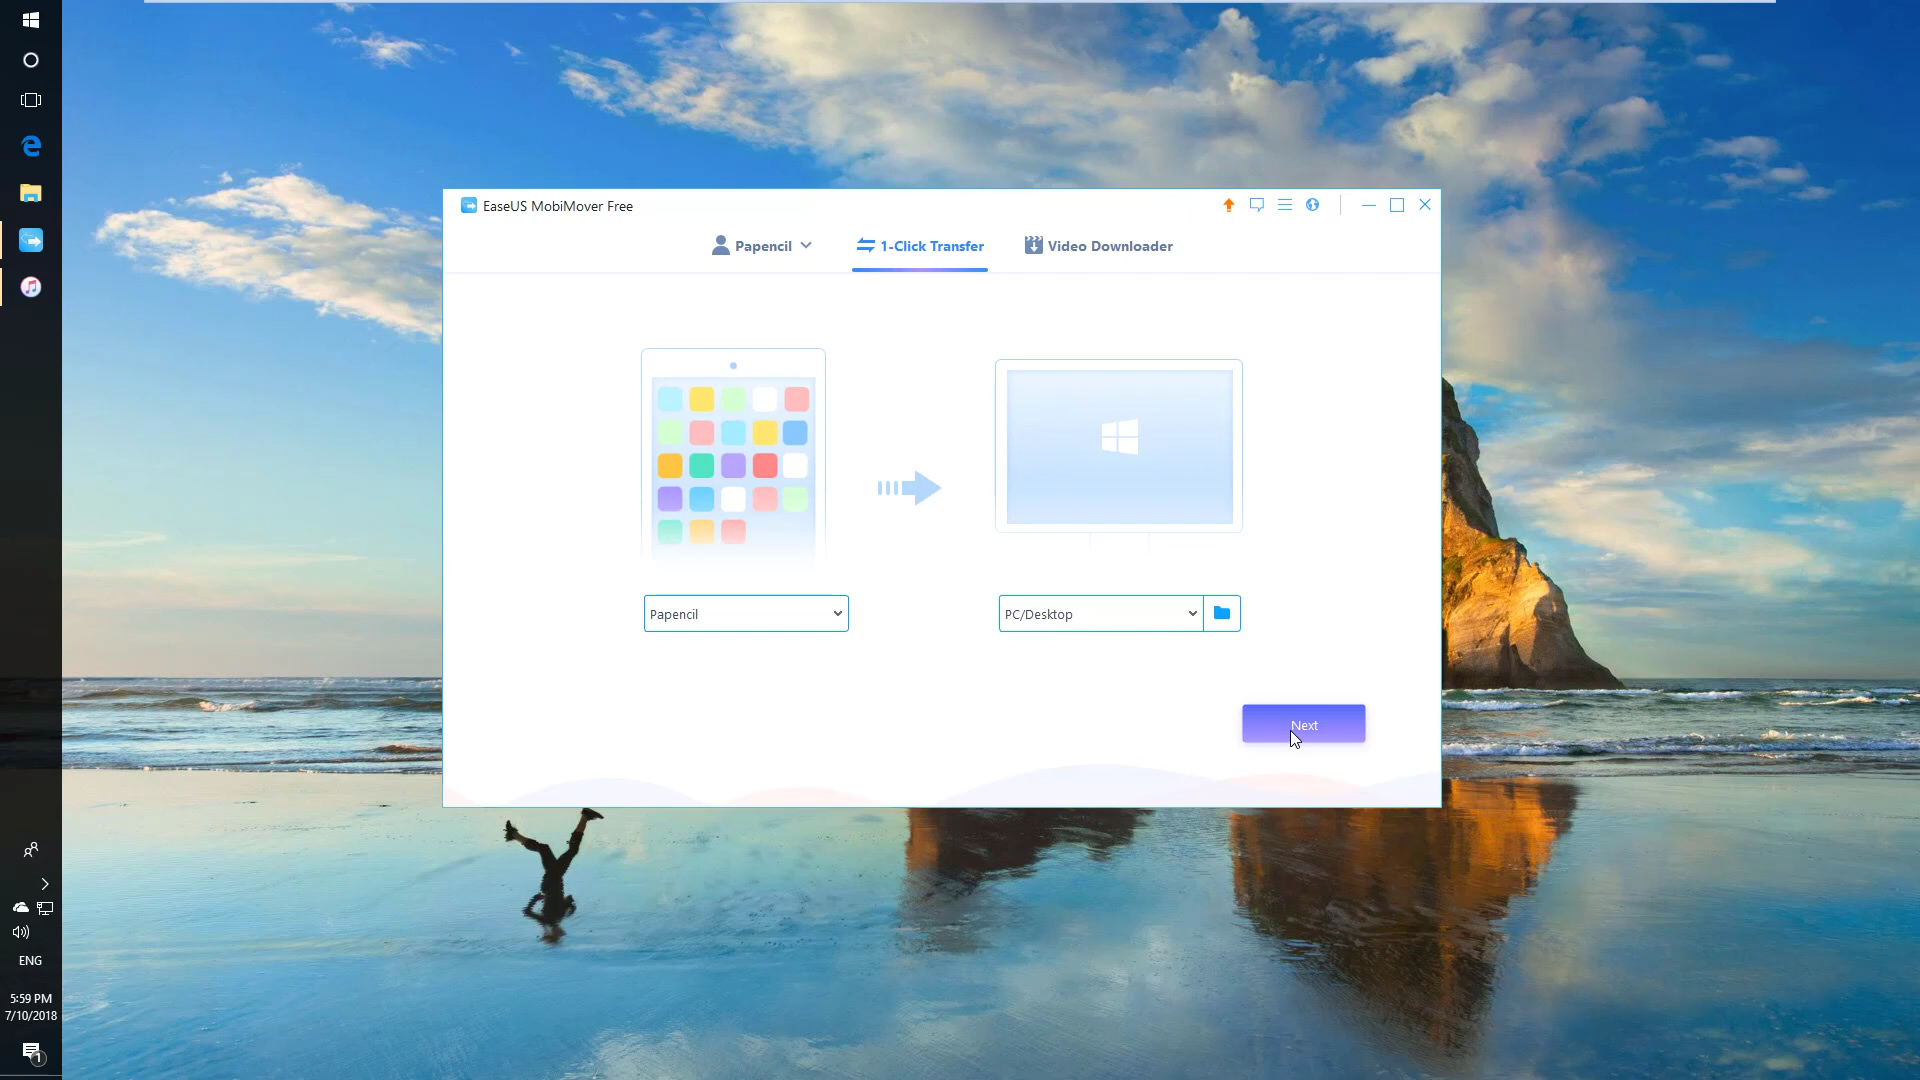 EaseUS MobiMover Free
Papencil
1-Click Transfer
Video Downloader
Papencil
PC/Desktop
Next
ENG
5:59 PM
7/10/2018
1